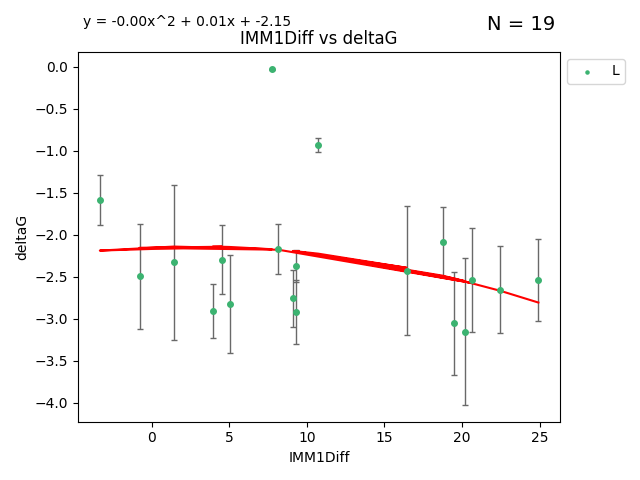 y = -0.00x^2 + 0.01x + -2.15
N = 19
IMM1Diff vs deltaG
L
0.0
−0.5
−1.0
−1.5
−2.0
−2.5
−3.0
−3.5
−4.0
deltaG
0 5 10 15 20 25
IMM1Diff